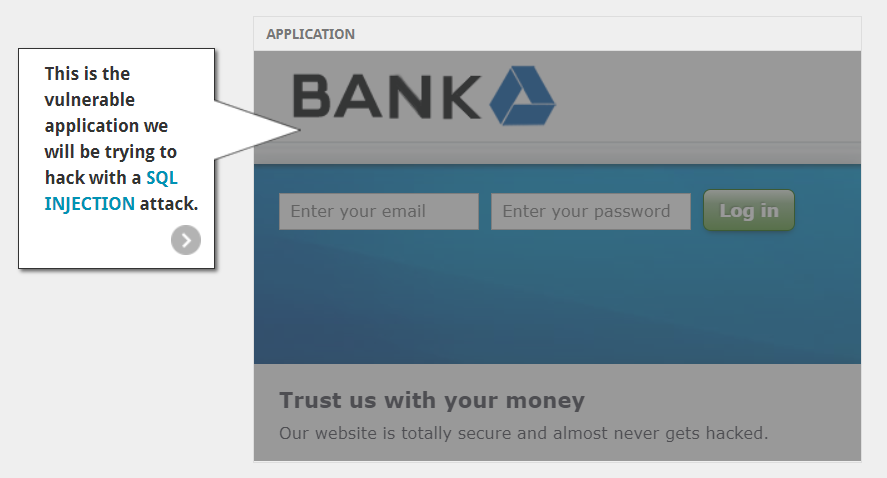 APPLICATION
This is the
vulnerable
application we
will be trying to
hack with a SQL
INJECTION attack.
BANK
Enter your email
Enter your password
Log in
Trust us with your money
Our website is totally secure and almost never gets hacked.